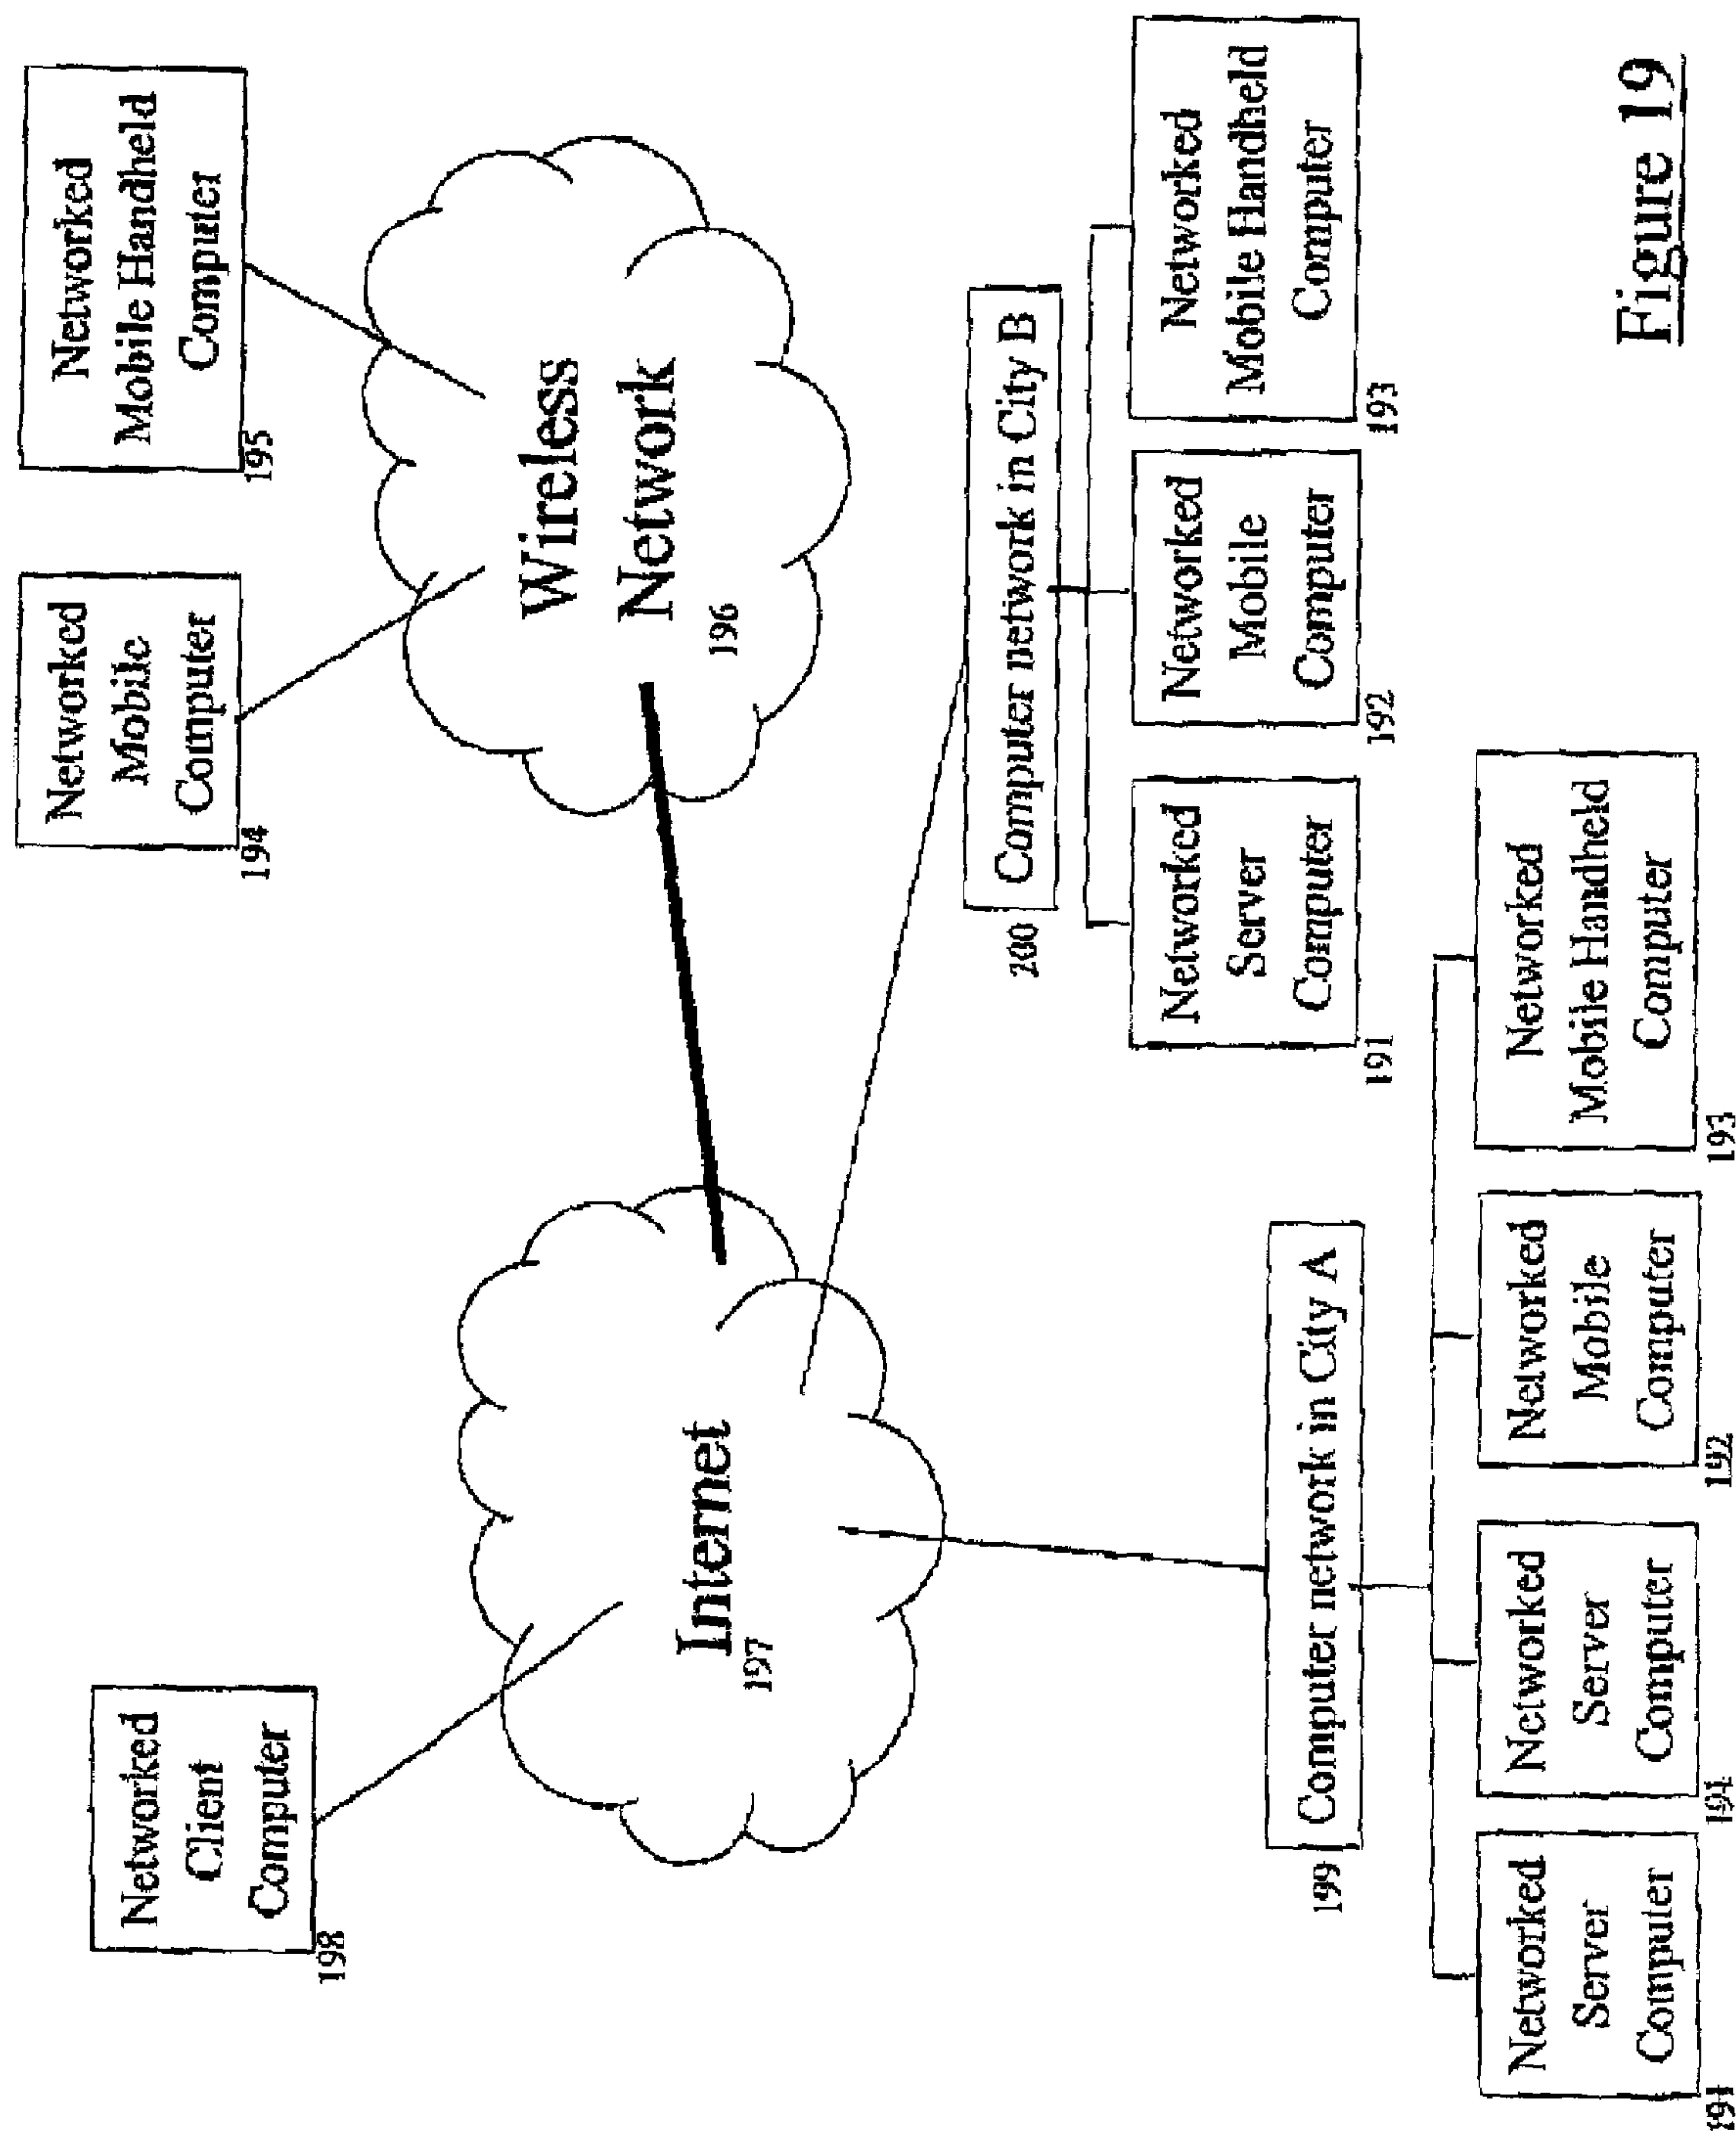 Networked
Client
Computer
198
Networked
Mobile
Computer
194
Networked
Mobile Handheld
Computer
195
Internet
197
Wireless
Network
196
200
Computer network in City B
Networked
Server
Computer
191
Networked
Mobile
Computer
192
Networked
Mobile Handheld
Computer
193
199
Computer network in City A
Networked
Server
Computer
191
Networked
Server
Computer
191
Networked
Mobile
Computer
192
Networked
Mobile Handheld
Computer
193
Figure 19